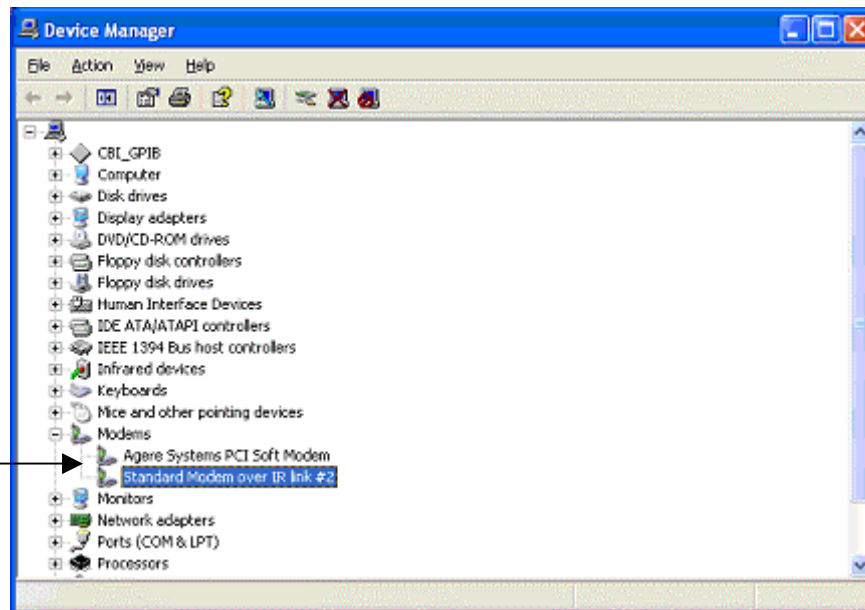 Device Manager
File Action View Help
CBI_GPIB
Computer
Disk drives
Display adapters
DVD/CD-ROM drives
Floppy disk controllers
Floppy disk drives
Human Interface Devices
IDE ATA/ATAPI controllers
IEEE 1394 Bus host controllers
Infrared devices
Keyboards
Mice and other pointing devices
Modems
Agere Systems PCI Soft Modem
Standard Modem over IR link #2
Monitors
Network adapters
Ports (COM & LPT)
Processors